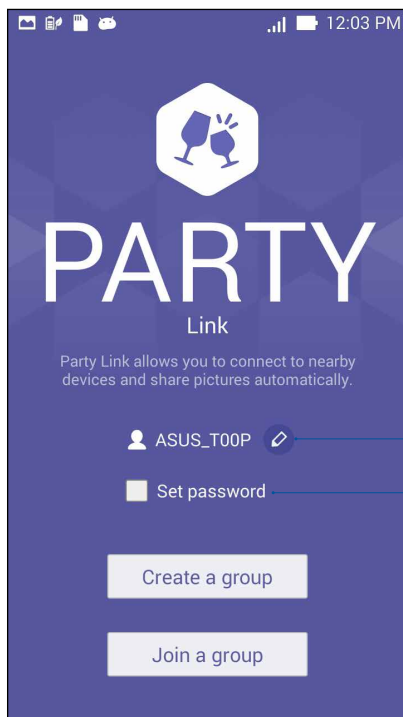 12:03 PM
PARTY
Link
Party Link allows you to connect to nearby
devices and share pictures automatically.
ASUS_T00P
Set password
Create a group
Join a group